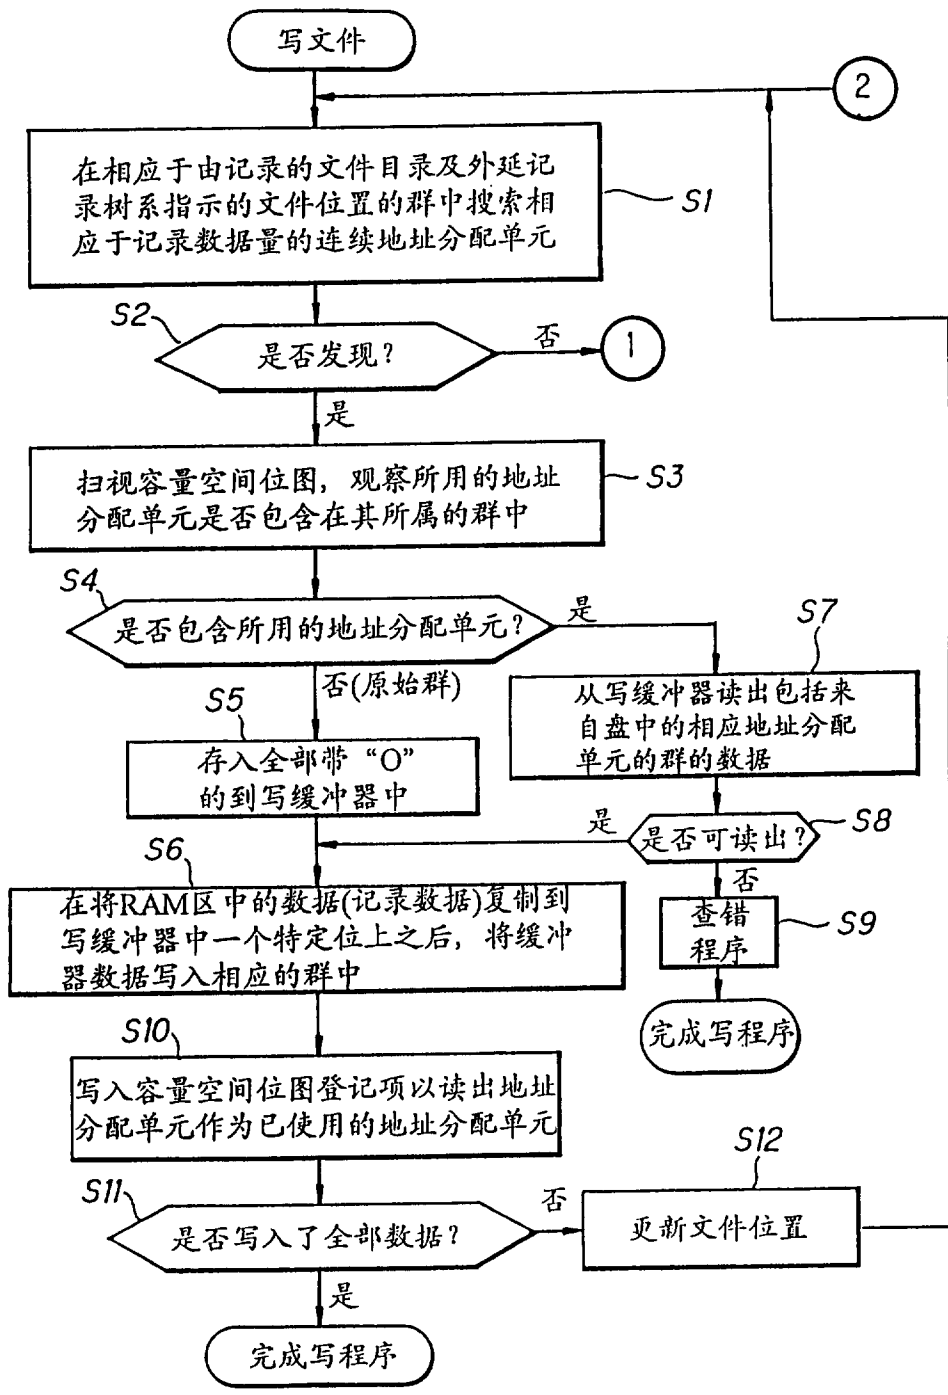 写文件
2
在相应于由记录的文件目录及外延记
录树系指示的文件位置的群中搜索相
应于记录数据量的连续地址分配单元
S1
S2
是否发现?
否
1
是
扫视容量空间位图，观察所用的地址
分配单元是否包含在其所属的群中
S3
S4
是否包含所用的地址分配单元?
是
S7
否(原始群)
从写缓冲器读出包括来
自盘中的相应地址分配
单元的群的数据
S5
存入全部带“O”
的到写缓冲器中
是
是否可读出?
S8
S6
否
在将RAM区中的数据(记录数据)复制到
写缓冲器中一个特定位上之后，将缓冲
器数据写入相应的群中
查错
程序
S9
完成写程序
S10
写入容量空间位图登记项以读出地址
分配单元作为已使用的地址分配单元
S11
是否写入了全部数据?
否
S12
更新文件位置
是
完成写程序